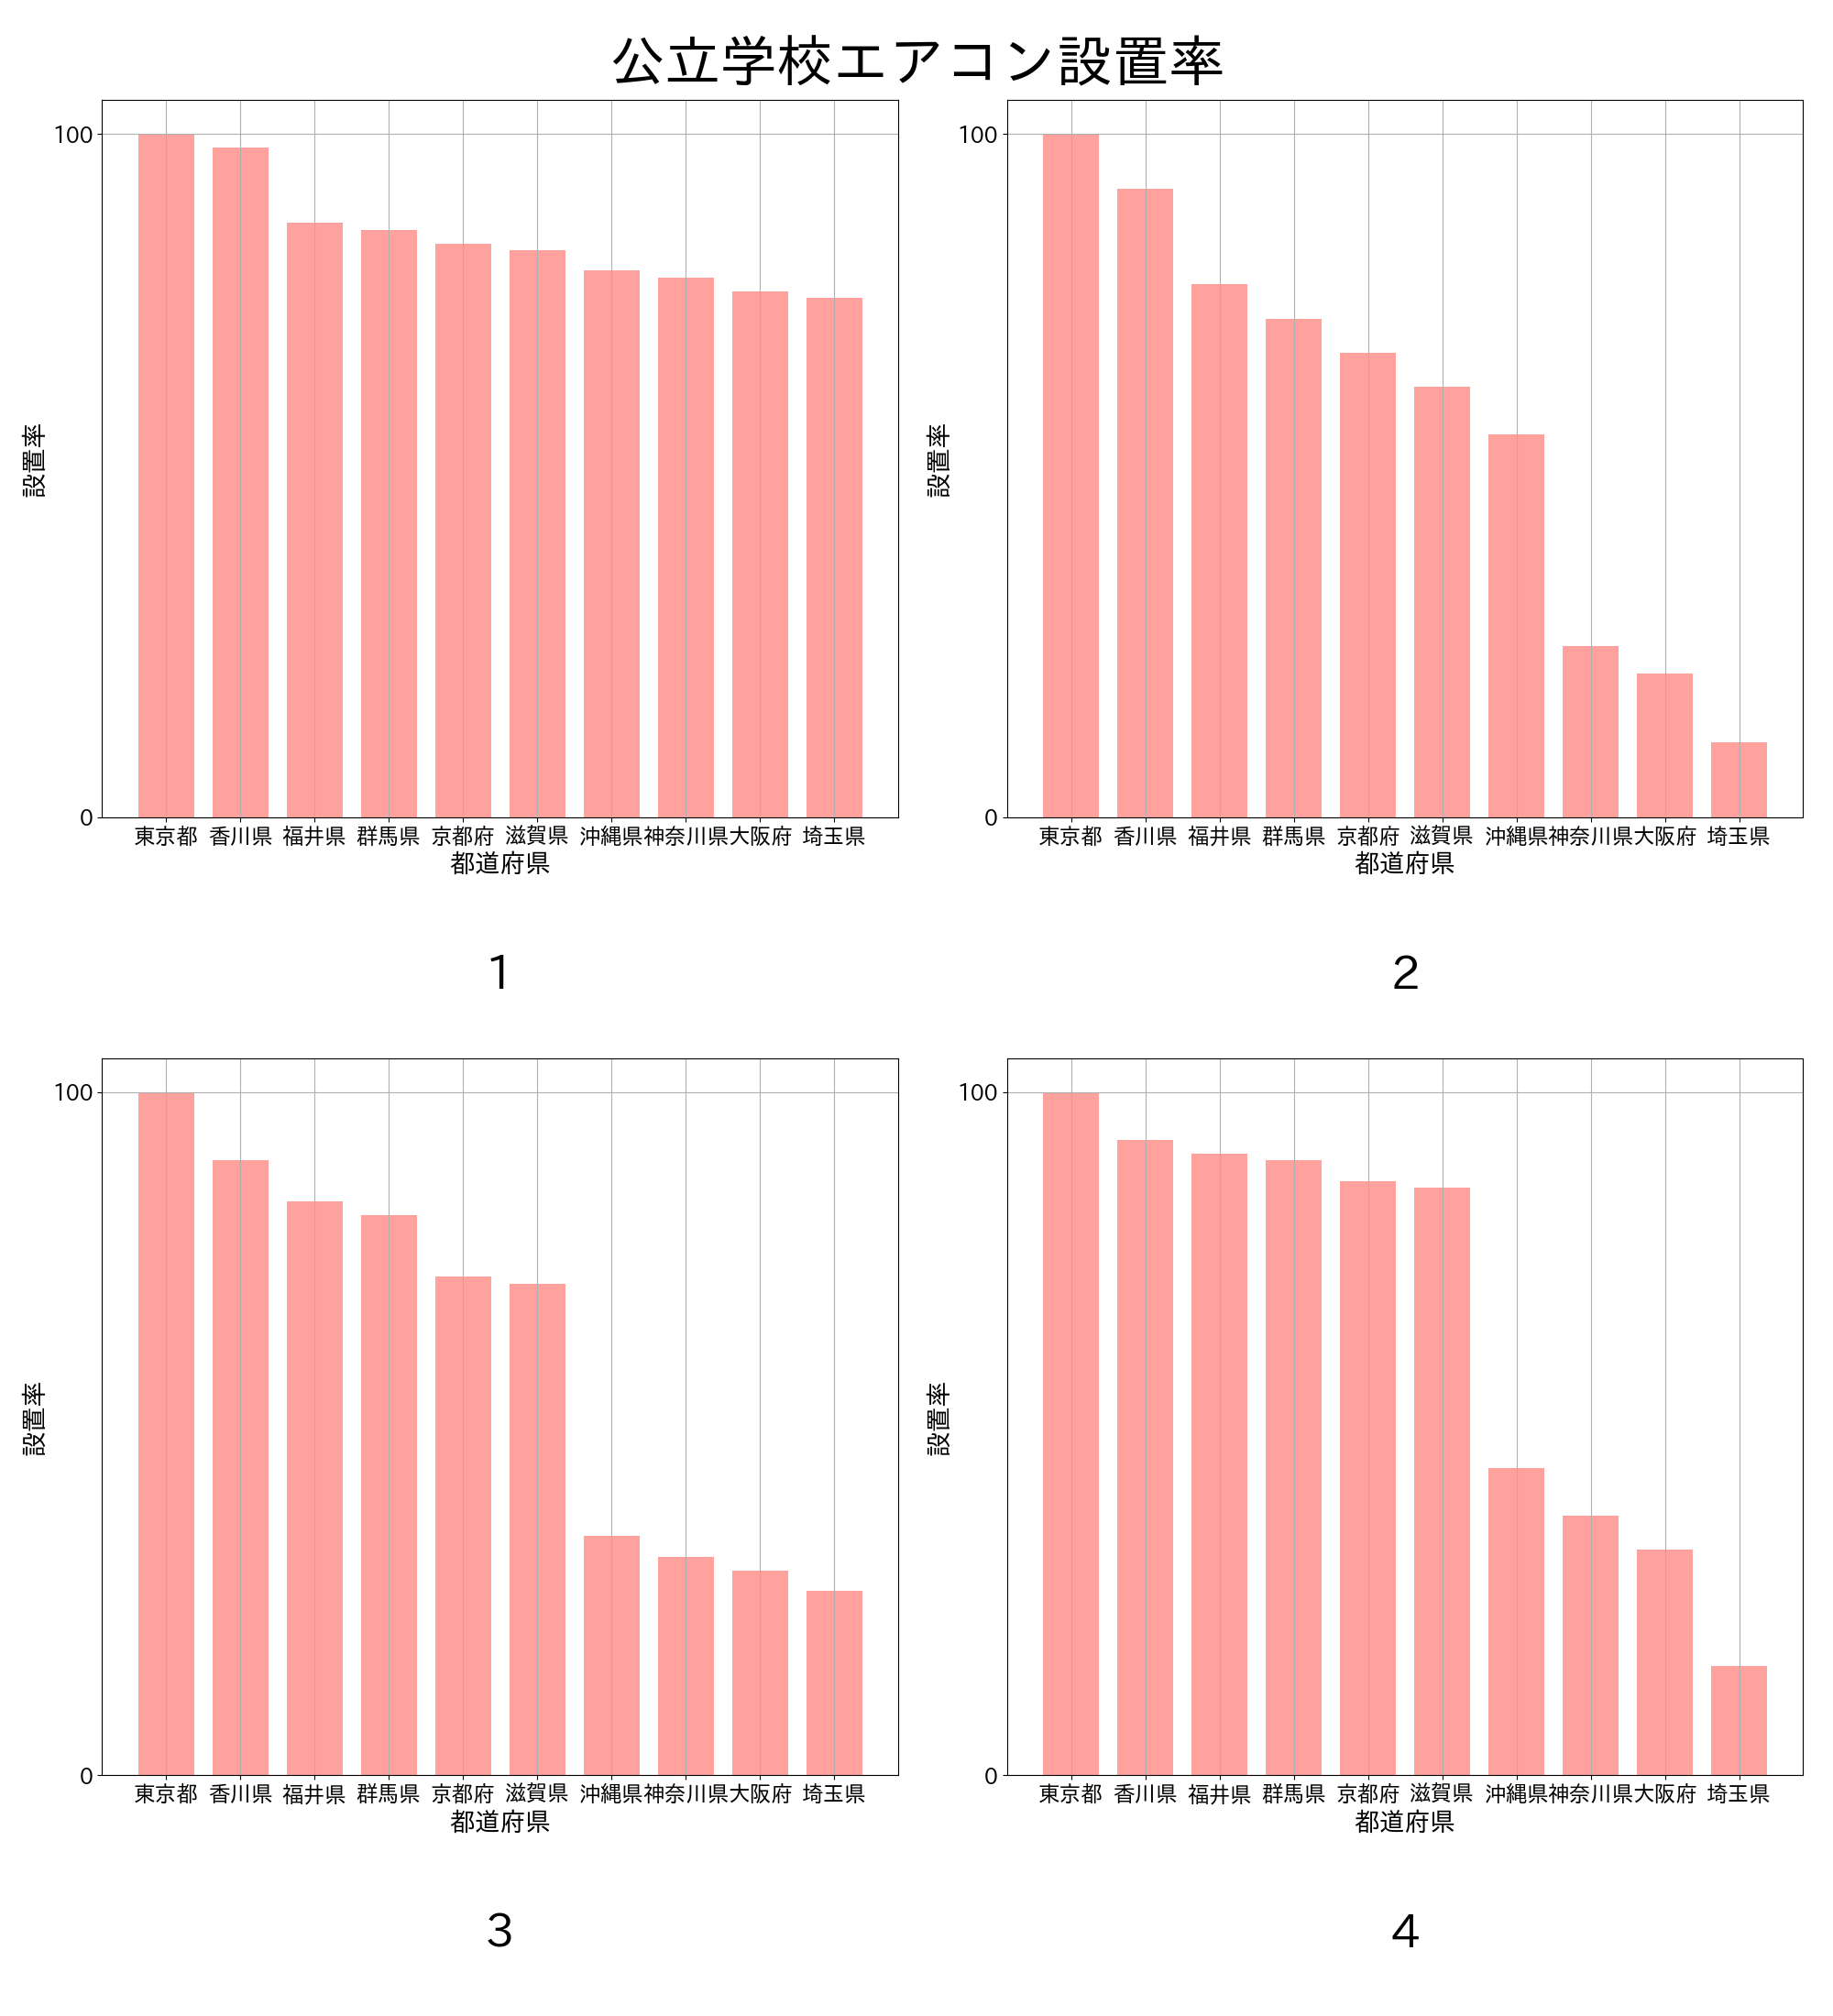 公立学校エアコン設置率
100
0
設置率
東京都 香川県 福井県 群馬県 京都府 滋賀県 沖縄県 神奈川県 大阪府 埼玉県
都道府県
1
100
0
設置率
東京都 香川県 福井県 群馬県 京都府 滋賀県 沖縄県 神奈川県 大阪府 埼玉県
都道府県
2
100
0
設置率
東京都 香川県 福井県 群馬県 京都府 滋賀県 沖縄県 神奈川県 大阪府 埼玉県
都道府県
3
100
0
設置率
東京都 香川県 福井県 群馬県 京都府 滋賀県 沖縄県 神奈川県 大阪府 埼玉県
都道府県
4